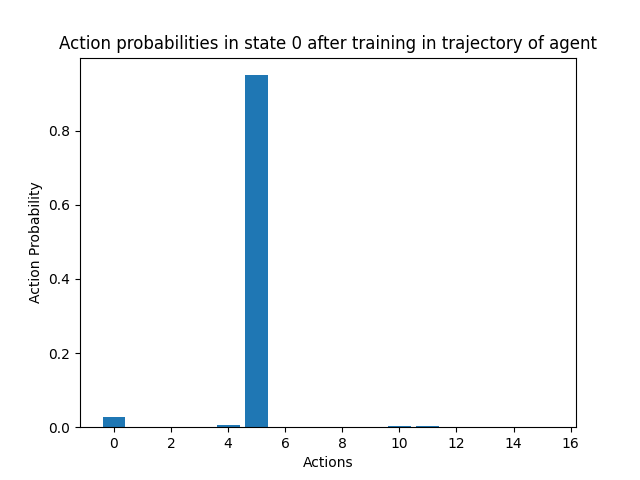 Action probabilities in state 0 after training in trajectory of agent
Action Probability
0.8
0.6
0.4
0.2
0.0
0 2 4 6 8 10 12 14 16
Actions